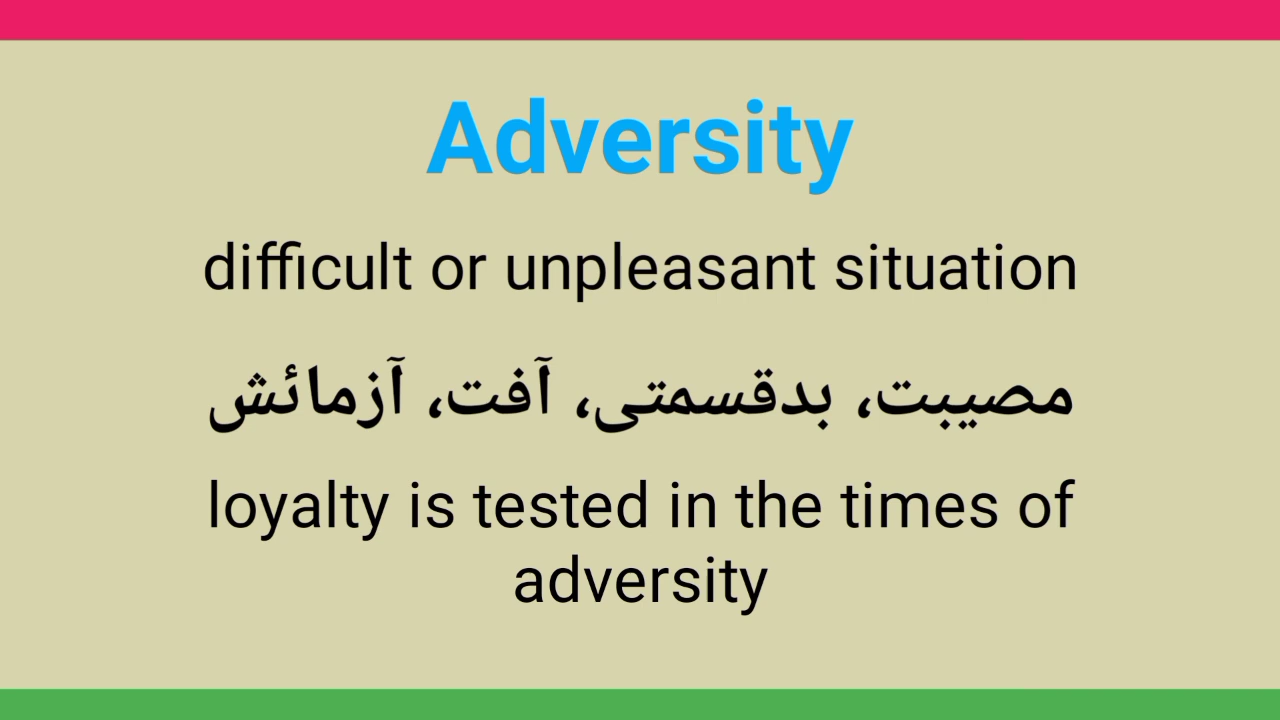 Adversity
difficult or unpleasant situation
مصیبت، بدقسمتی، آفت، آزمائش
loyalty is tested in the times of
adversity